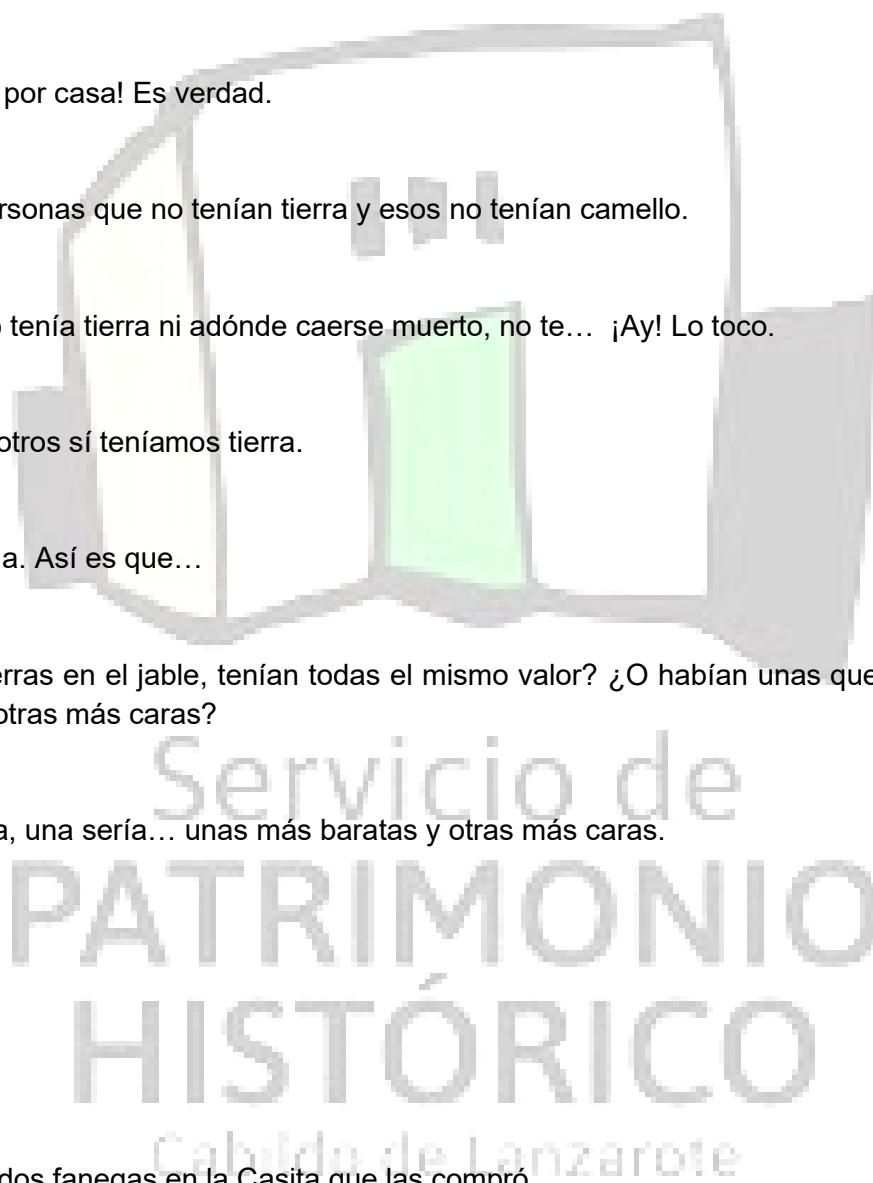 por casa! Es verdad.
rsonas que no tenían tierra y esos no tenían camello.
tenía tierra ni adónde caerse muerto, no te… ¡Ay! Lo toco.
otros sí teníamos tierra.
a. Así es que…
erras en el jable, tenían todas el mismo valor? ¿O habían unas que
otras más caras?
Servicio de
a, una sería… unas más baratas y otras más caras.
PATRIMONIO
HISTÓRICO
Cabildo de Lanzarote
dos fanegas en la Casita que las compró